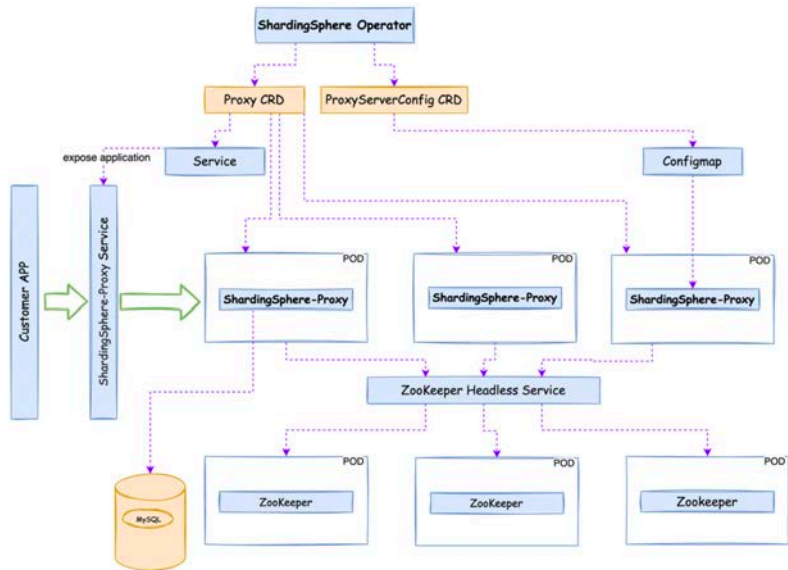 ShardingSphere Operator
Proxy CRD
ProxyServerConfig CRD
expose application
Service
Configmap
Customer APP
ShardingSphere-Proxy Service
POD
POD
POD
ShardingSphere-Proxy
ShardingSphere-Proxy
ShardingSphere-Proxy
ZooKeeper Headless Service
POD
POD
POD
MySQL
ZooKeeper
ZooKeeper
Zookeeper